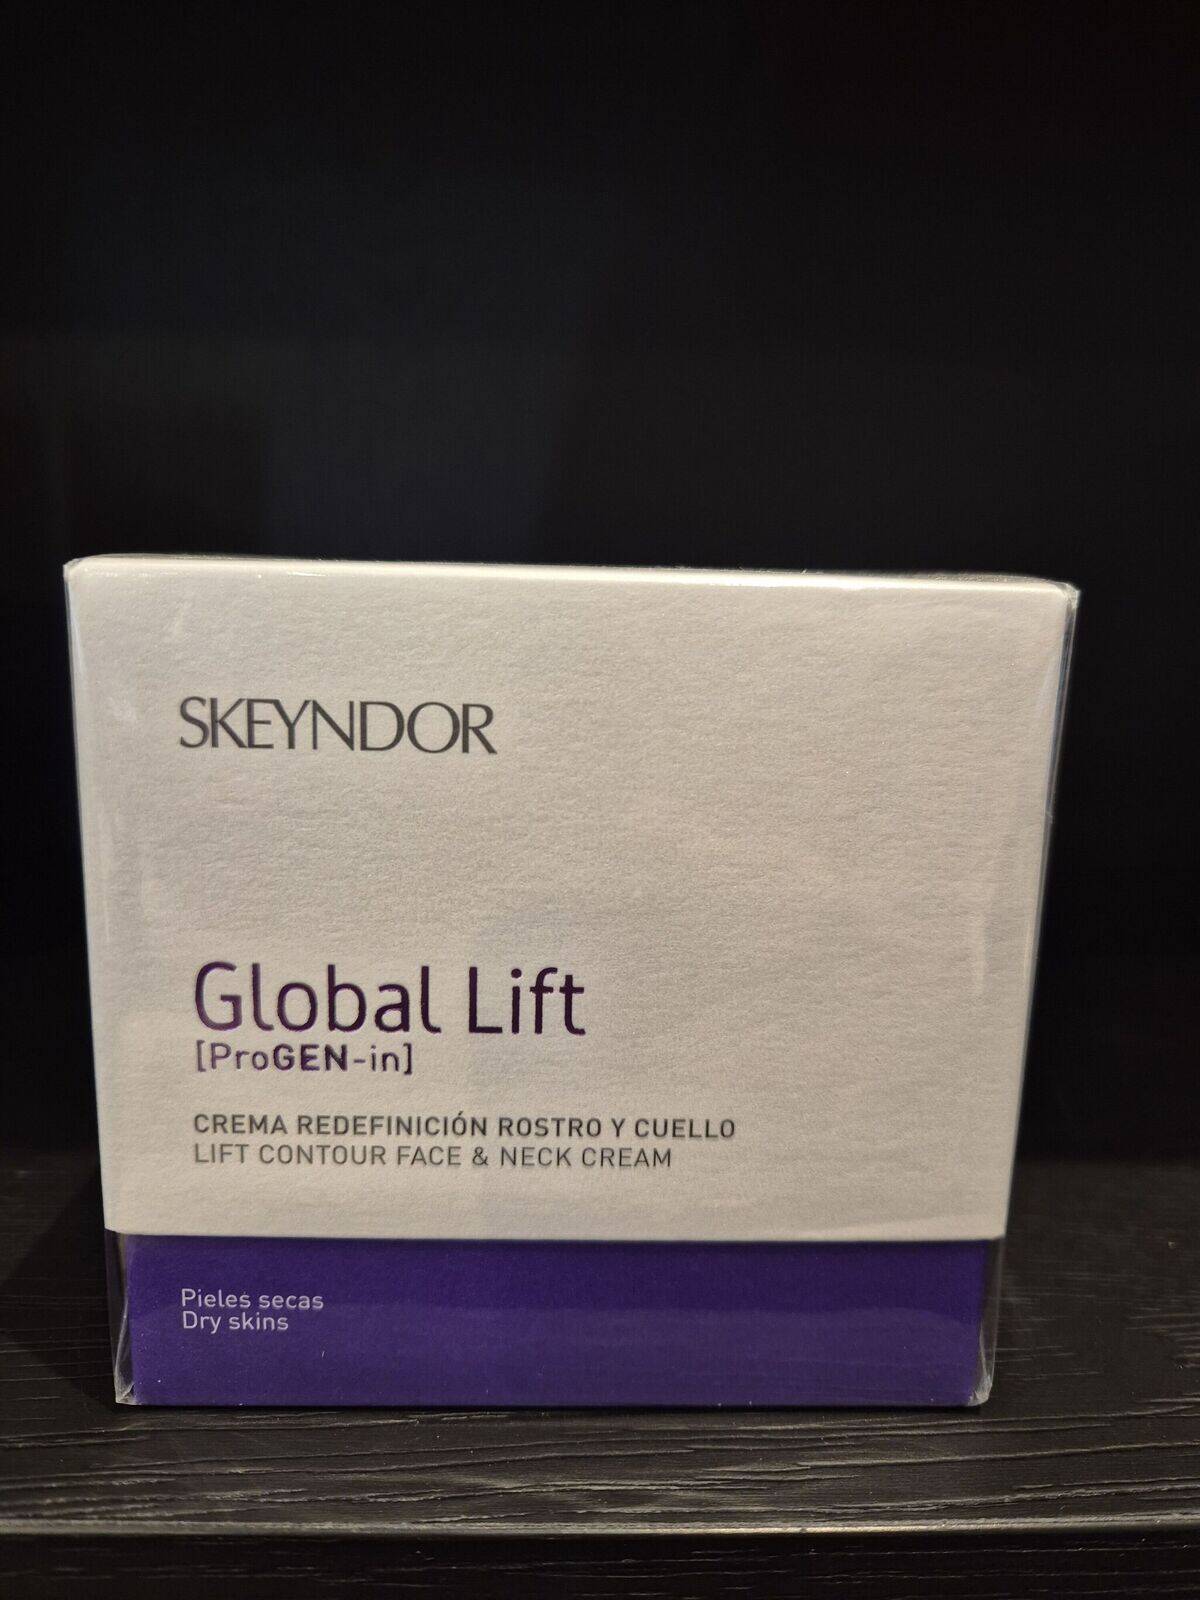 SKEYNDOR
Global Lift
[ProGEN-in]
CREMA REDEFINICIÓN ROSTRO Y CUELLO
LIFT CONTOUR FACE & NECK CREAM
Pieles secas
Dry skins